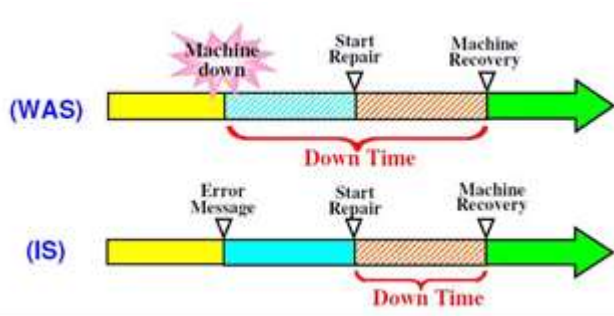 Machine
down
Start
Repair
Machine
Recovery
(WAS)
Down Time
Error
Message
Start
Repair
Machine
Recovery
(IS)
Down Time